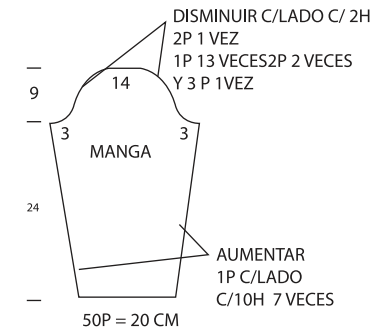 DISMINUIR C/LADO C/ 2H
2P 1 VEZ
1P 13 VECES2P 2 VECES
Y 3 P 1VEZ
9
14
3
3
MANGA
24
AUMENTAR
1P C/LADO
C/10H 7 VECES
50P = 20 CM